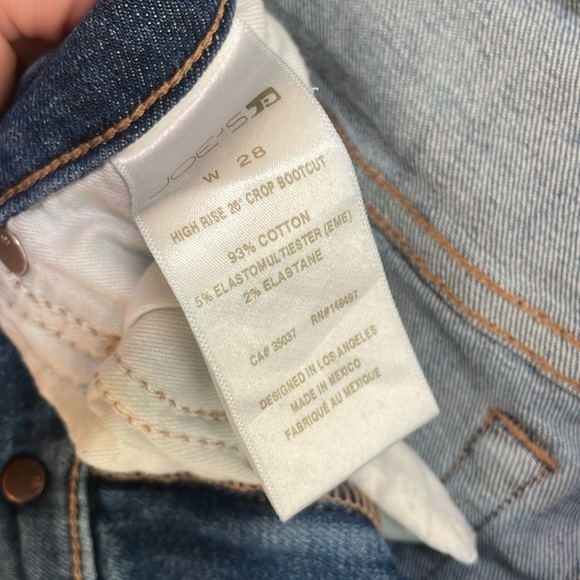 JOE'S
W 28
HIGH RISE 26" CROP BOOTCUT
93% COTTON
5% ELASTOMULTIESTER (EME)
2% ELASTANE
CA# 35037 RN#149497
DESIGNED IN LOS ANGELES
MADE IN MEXICO
FABRIQUÉ AU MEXIQUE